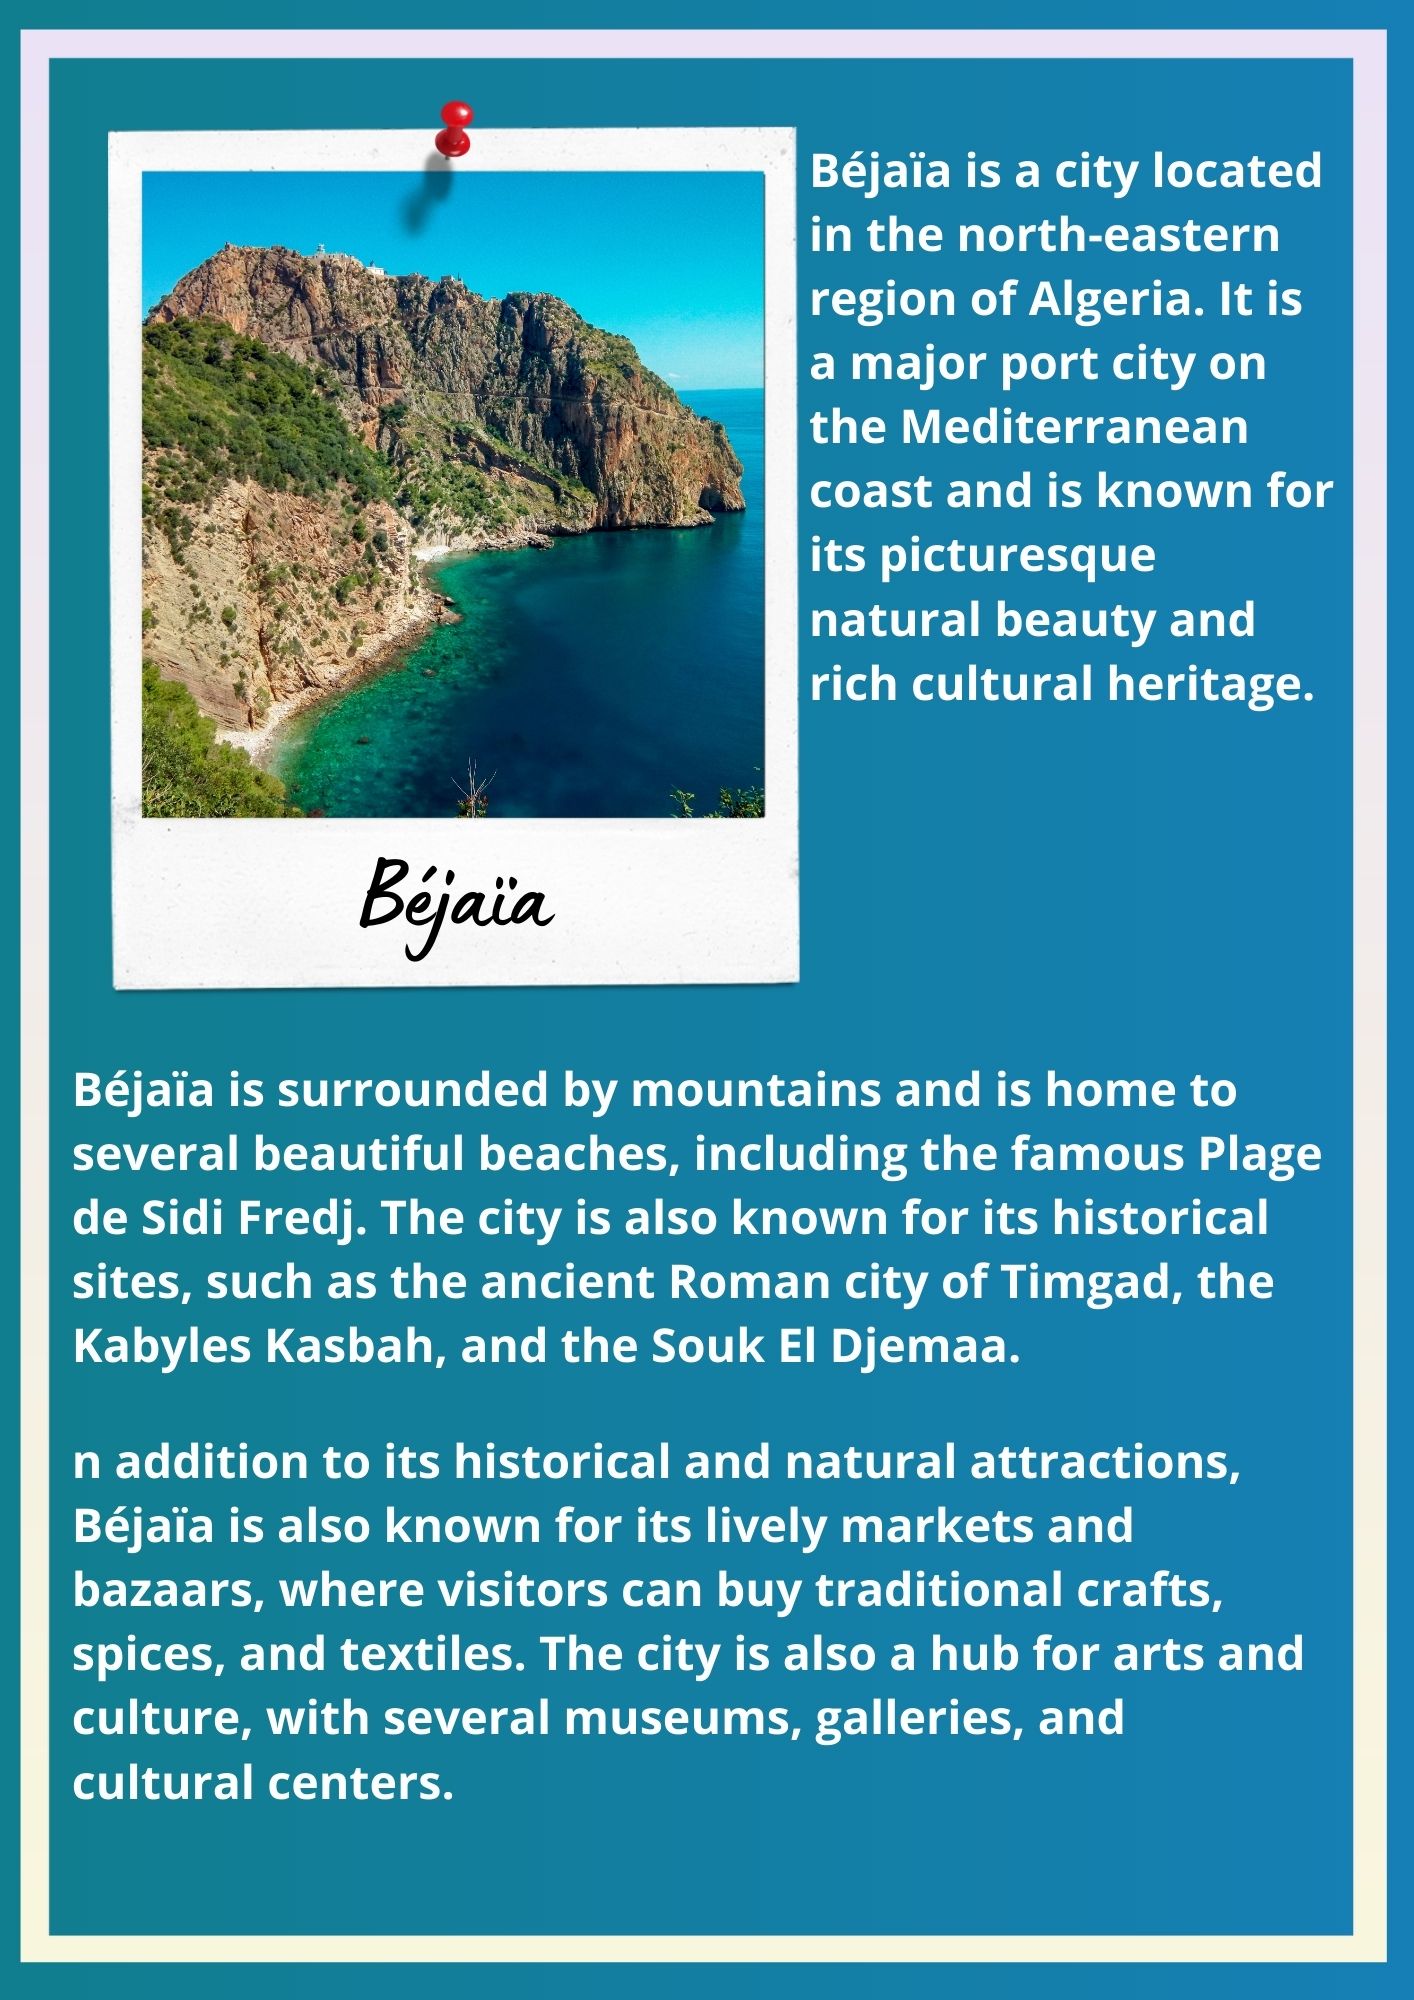 Béjaïa is a city located
in the north-eastern
region of Algeria. It is
a major port city on
the Mediterranean
coast and is known for
its picturesque
natural beauty and
rich cultural heritage.
Béjaïa
Béjaïa is surrounded by mountains and is home to
several beautiful beaches, including the famous Plage
de Sidi Fredj. The city is also known for its historical
sites, such as the ancient Roman city of Timgad, the
Kabyles Kasbah, and the Souk El Djemaa.
n addition to its historical and natural attractions,
Béjaïa is also known for its lively markets and
bazaars, where visitors can buy traditional crafts,
spices, and textiles. The city is also a hub for arts and
culture, with several museums, galleries, and
cultural centers.